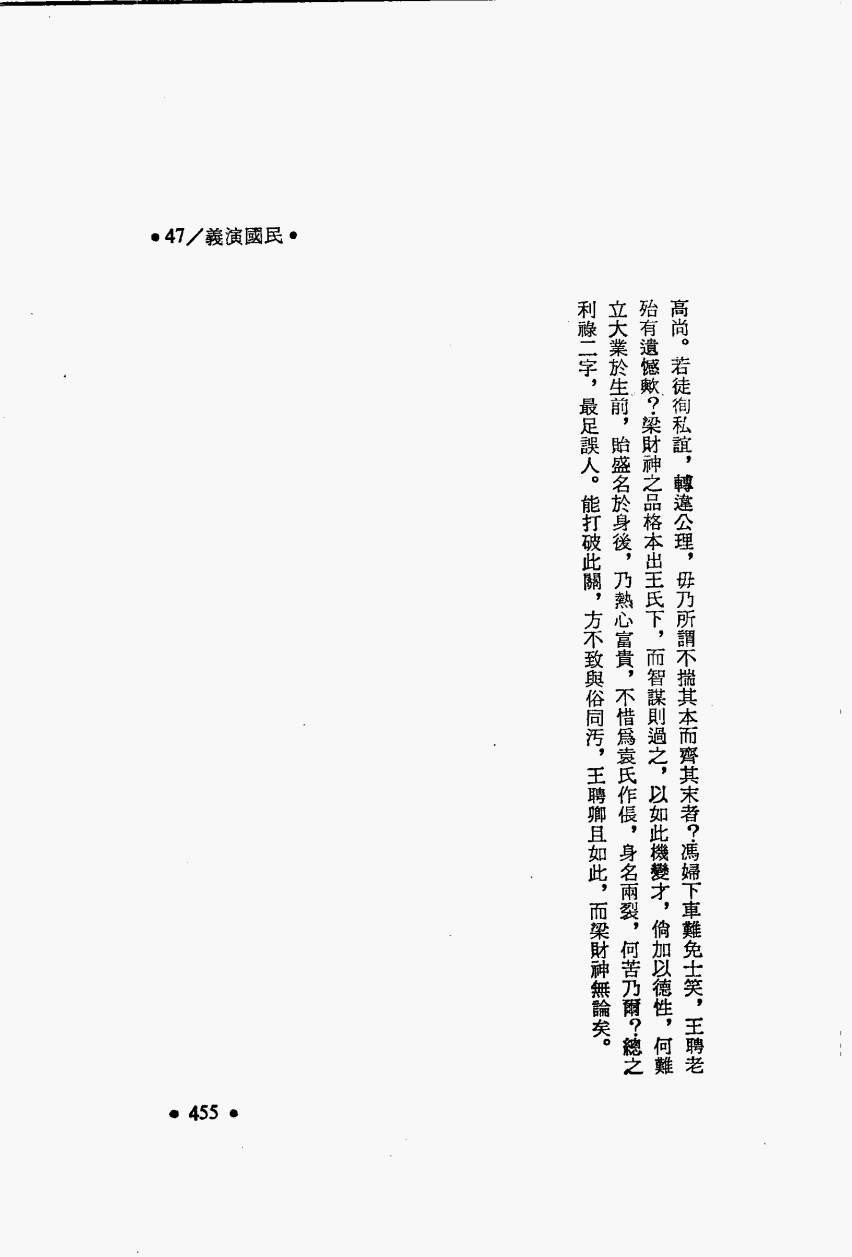 •47/義演國民•
高尚。若徒徇私誼，轉違公理，毋乃所謂不揣其本而齊其末者？馮婦下車難免士笑，王聘老
殆有遺憾歟？梁財神之品格本出王氏下，而智謀則過之，以如此機變才，倘加以德性，何難
立大業於生前，貽盛名於身後，乃熱心富貴，不惜爲袁氏作倀，身名兩裂，何苦乃爾？總之
利祿二字，最足誤人。能打破此關，方不致與俗同汚，王聘卿且如此，而梁財神無論矣。
• 455 •